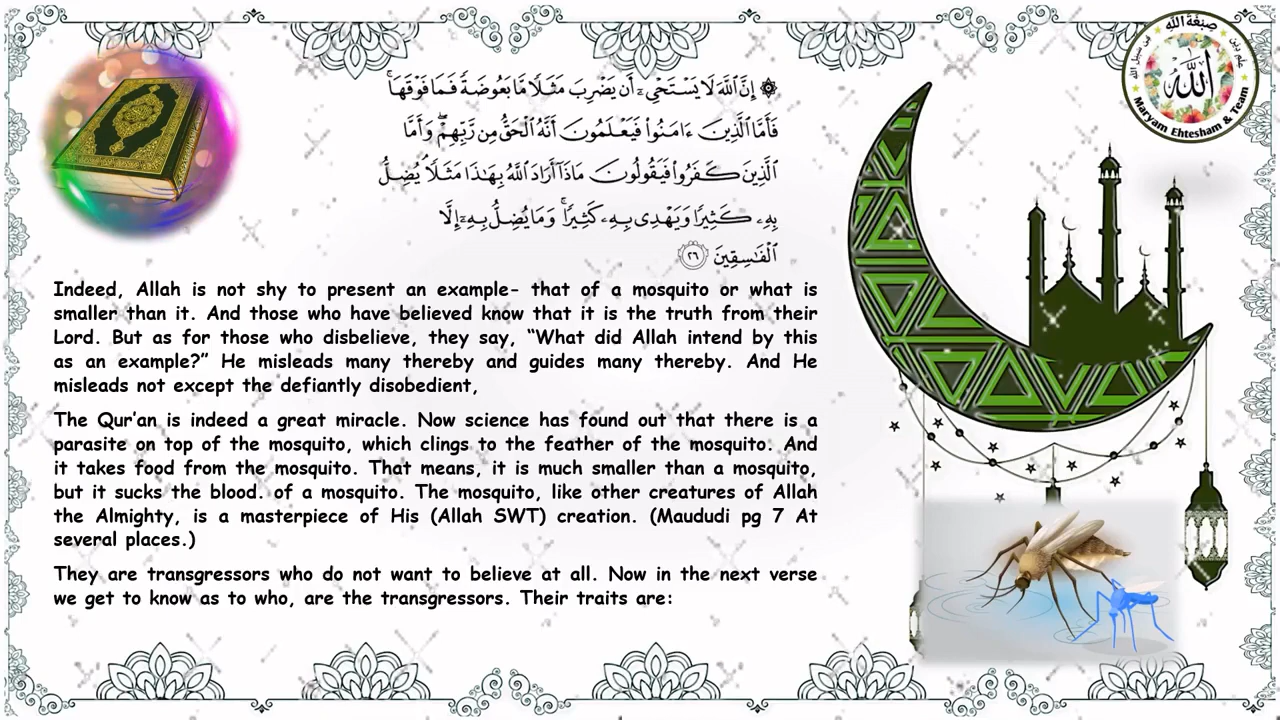 صِبْغَةَ اللَّهِ
اللَّه
Maryam Ehtesham & Team
۞ إِنَّ ٱللَّهَ لَا يَسْتَحْىِۦٓ أَن يَضْرِبَ مَثَلًا مَّا بَعُوضَةً فَمَا فَوْقَهَا ۚ
فَأَمَّا ٱلَّذِينَ ءَامَنُوا۟ فَيَعْلَمُونَ أَنَّهُ ٱلْحَقُّ مِن رَّبِّهِمْ ۖ وَأَمَّا
ٱلَّذِينَ كَفَرُوا۟ فَيَقُولُونَ مَاذَآ أَرَادَ ٱللَّهُ بِهَٰذَا مَثَلًا ۘ يُضِلُّ
بِهِۦ كَثِيرًا وَيَهْدِى بِهِۦ كَثِيرًا ۚ وَمَا يُضِلُّ بِهِۦٓ إِلَّا
ٱلْفَٰسِقِينَ ٢٦
Indeed, Allah is not shy to present an example- that of a mosquito or what is
smaller than it. And those who have believed know that it is the truth from their
Lord. But as for those who disbelieve, they say, “What did Allah intend by this
as an example?” He misleads many thereby and guides many thereby. And He
misleads not except the defiantly disobedient,
The Qur’an is indeed a great miracle. Now science has found out that there is a
parasite on top of the mosquito, which clings to the feather of the mosquito. And
it takes food from the mosquito. That means, it is much smaller than a mosquito,
but it sucks the blood. of a mosquito. The mosquito, like other creatures of Allah
the Almighty, is a masterpiece of His (Allah SWT) creation. (Maududi pg 7 At
several places.)
They are transgressors who do not want to believe at all. Now in the next verse
we get to know as to who, are the transgressors. Their traits are: